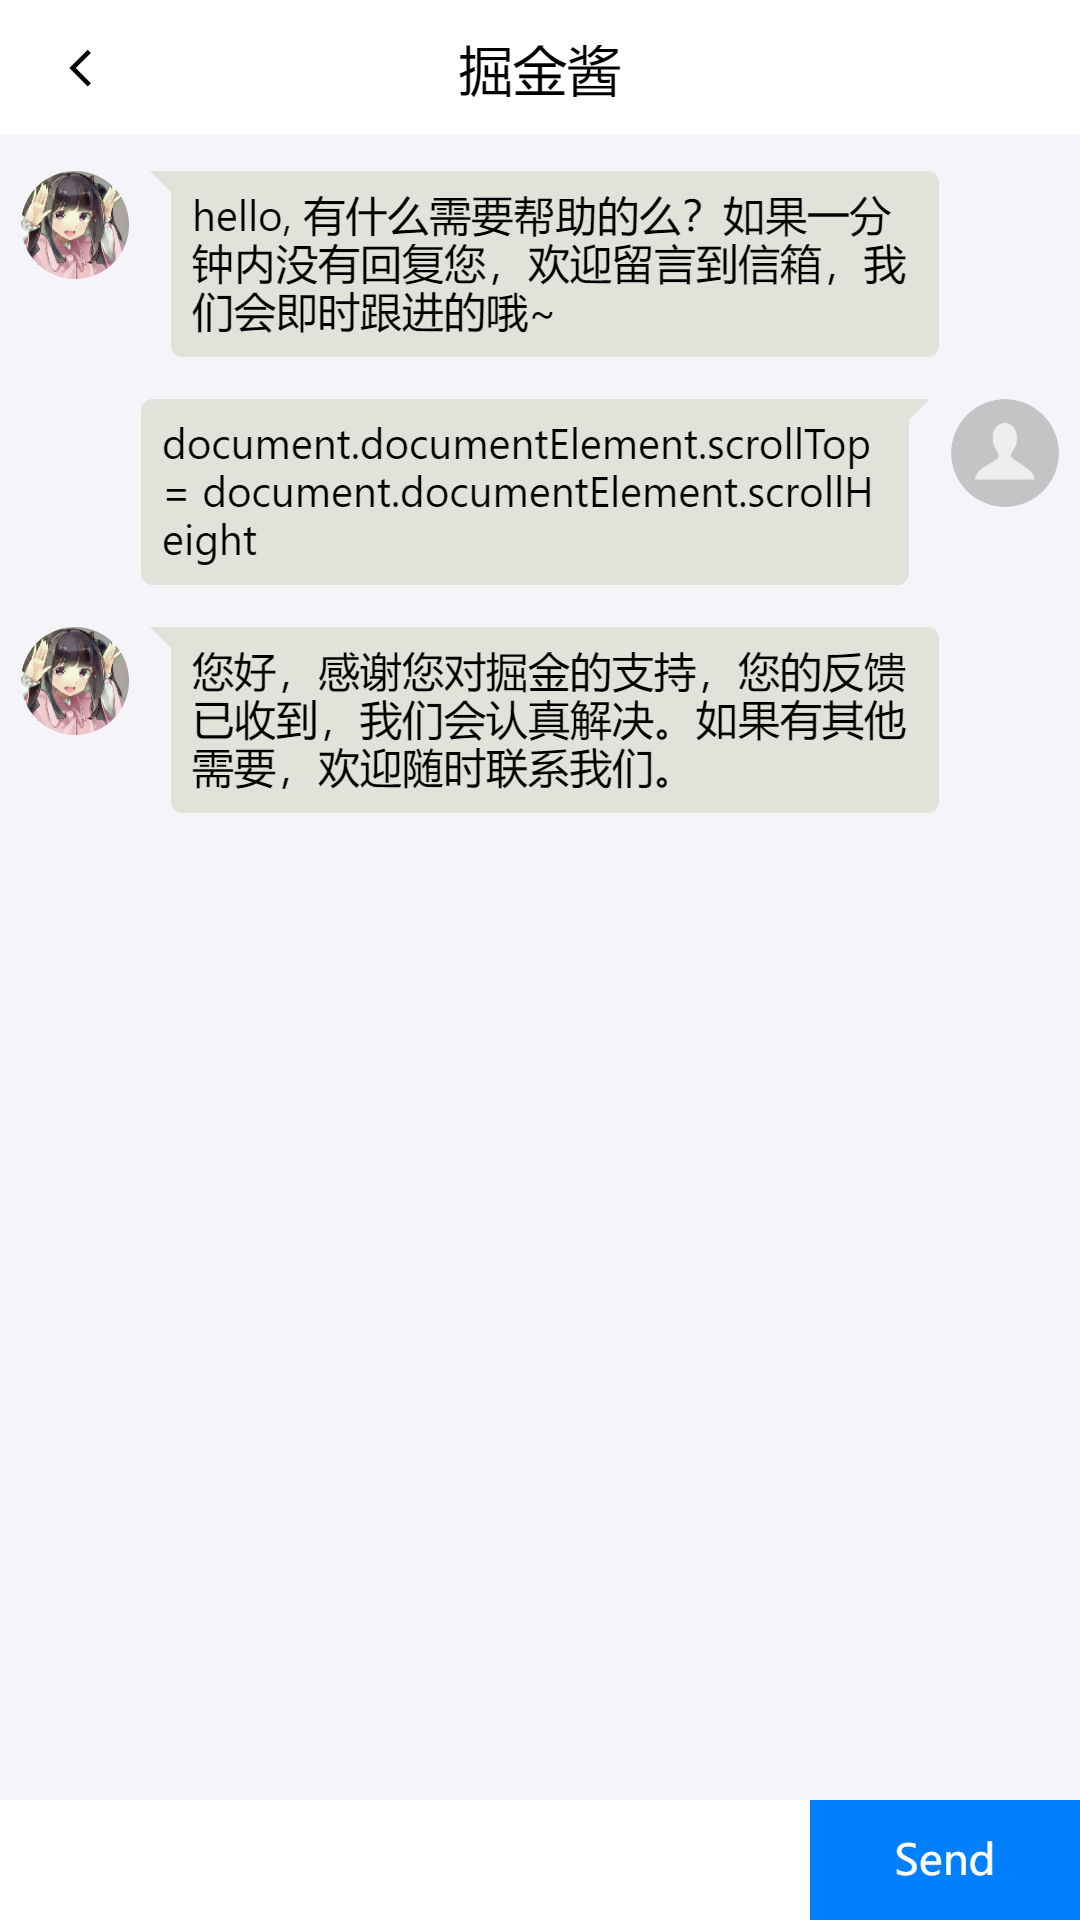 掘金酱
hello, 有什么需要帮助的么？如果一分
钟内没有回复您，欢迎留言到信箱，我
们会即时跟进的哦~
document.documentElement.scrollTop
= document.documentElement.scrollH
eight
您好，感谢您对掘金的支持，您的反馈
已收到，我们会认真解决。如果有其他
需要，欢迎随时联系我们。
Send